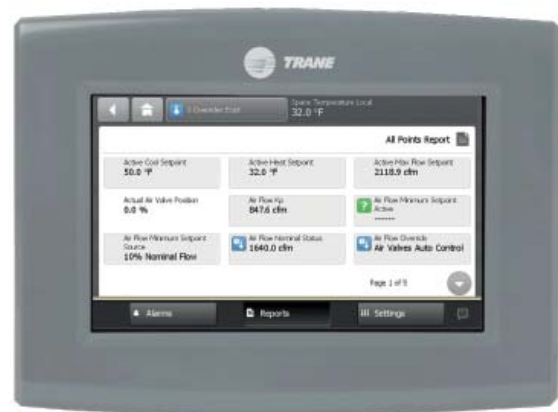 TRANE
Space Temperature Local
32.0 °F
All Points Report
Active Cool Setpoint
50.0 °F
Active Heat Setpoint
32.0 °F
Active Max Flow Setpoint
2118.9 cfm
Actual Air Valve Position
0.0 %
Air Flow Kp
847.6 cfm
Air Flow Minimum Setpoint
Active
------
Air Flow Minimum Setpoint
Source
10% Nominal Flow
Air Flow Nominal Status
1640.0 cfm
Air Flow Override
Air Valves Auto Control
Page 1 of 5
Alarms
Reports
Settings